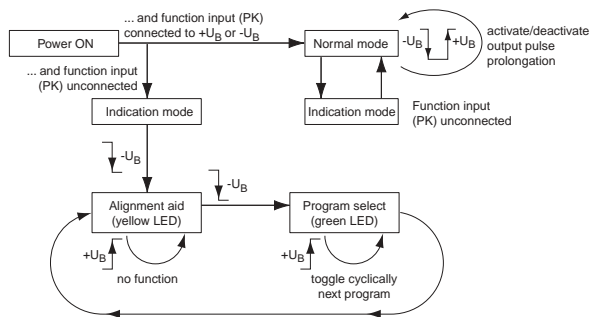 ... and function input (PK)
connected to +UB or -UB
Power ON
Normal mode
-UB
+UB
activate/deactivate
output pulse
prolongation
... and function input
(PK) unconnected
Indication mode
Indication mode
Function input
(PK) unconnected
-UB
-UB
Alignment aid
(yellow LED)
Program select
(green LED)
+UB
no function
+UB
toggle cyclically
next program